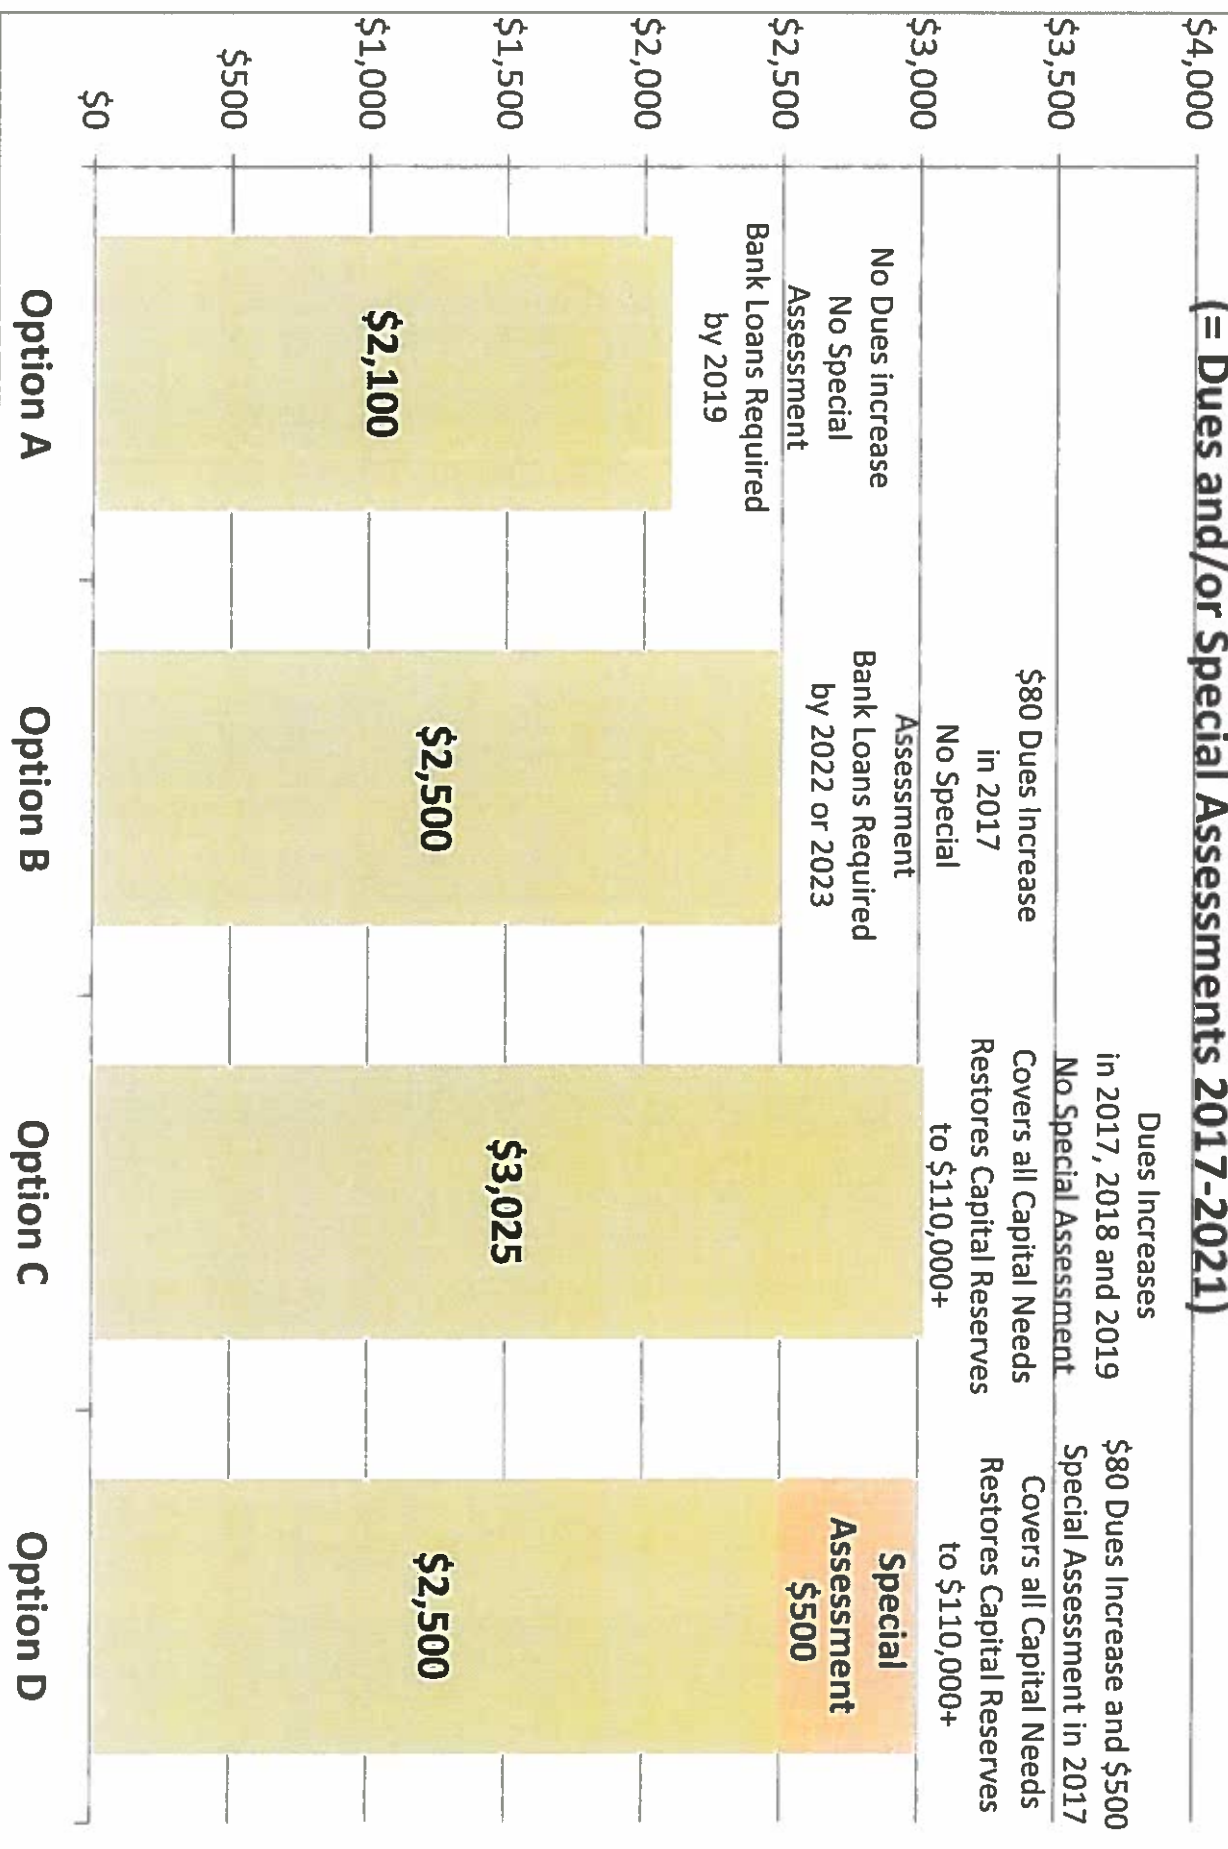 (= Dues and/or Special Assessments 2017-2021)
$4,000
$3,500
$3,000
$2,500
$2,000
$1,500
$1,000
$500
$0
No Dues increase
No Special
Assessment
Bank Loans Required
by 2019
$2,100
Option A
$80 Dues Increase
in 2017
No Special
Assessment
Bank Loans Required
by 2022 or 2023
$2,500
Option B
Dues Increases
in 2017, 2018 and 2019
No Special Assessment
Covers all Capital Needs
Restores Capital Reserves
to $110,000+
$3,025
Option C
$80 Dues Increase and $500
Special Assessment in 2017
Covers all Capital Needs
Restores Capital Reserves
to $110,000+
Special
Assessment
$500
$2,500
Option D